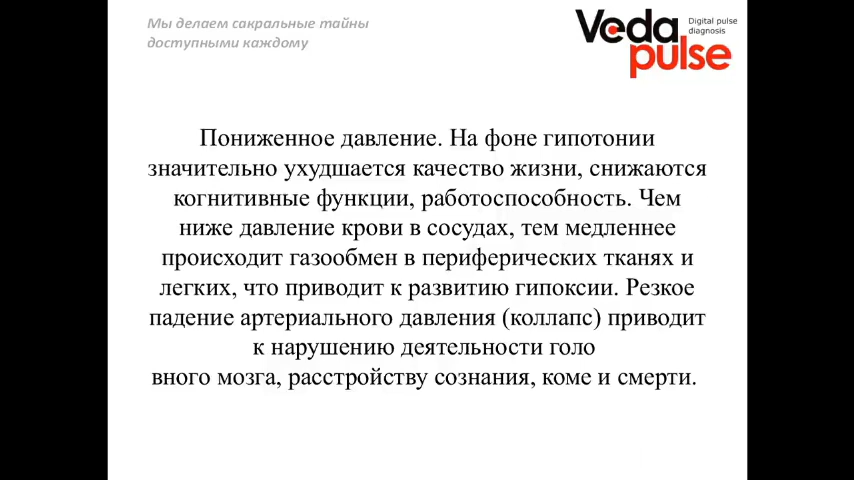 Мы делаем сакральные тайны
доступными каждому
Veda
pulse
Digital pulse
diagnosis
Пониженное давление. На фоне гипотонии
значительно ухудшается качество жизни, снижаются
когнитивные функции, работоспособность. Чем
ниже давление крови в сосудах, тем медленнее
происходит газообмен в периферических тканях и
легких, что приводит к развитию гипоксии. Резкое
падение артериального давления (коллапс) приводит
к нарушению деятельности голо
вного мозга, расстройству сознания, коме и смерти.